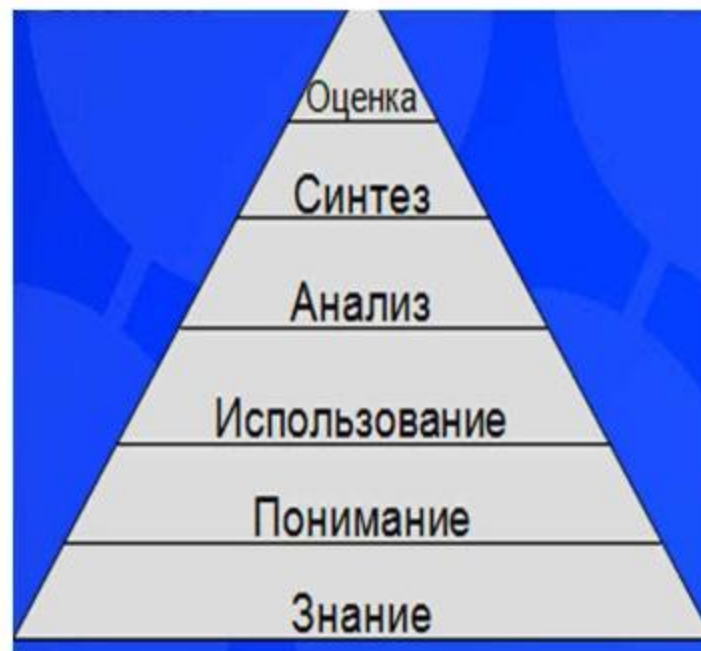 Оценка
Синтез
Анализ
Использование
Понимание
Знание